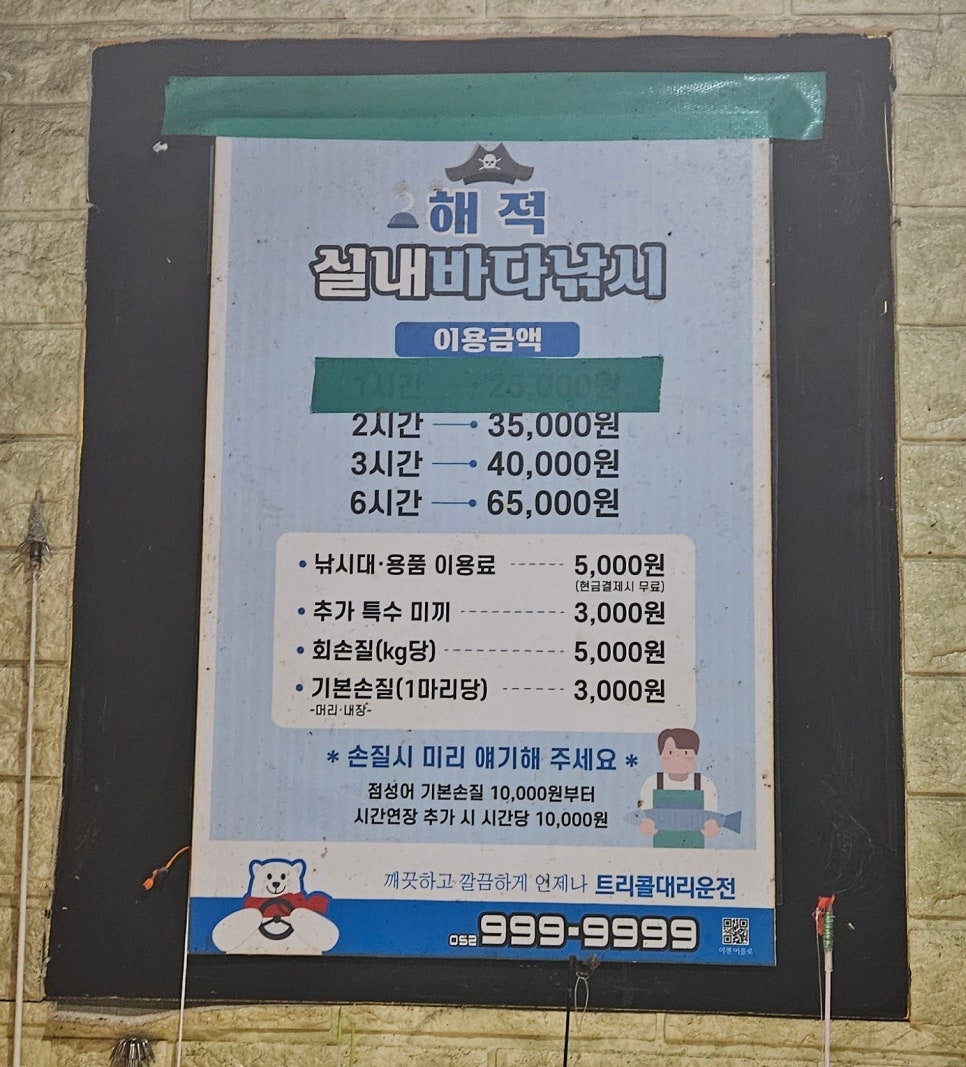 해 적
실내바다낚시
이용금액
1시간 25,000원
2시간 35,000원
3시간 40,000원
6시간 65,000원
• 낚시대·용품 이용료 ------ 5,000원
(현금결제시 무료)
• 추가 특수 미끼 ------------ 3,000원
• 회손질(kg당) -------------- 5,000원
• 기본손질(1마리당) ------- 3,000원
-머리·내장-
* 손질시 미리 얘기해 주세요 *
점성어 기본손질 10,000원부터
시간연장 추가 시 시간당 10,000원
깨끗하고 깔끔하게 언제나 트리콜대리운전
052 999-9999